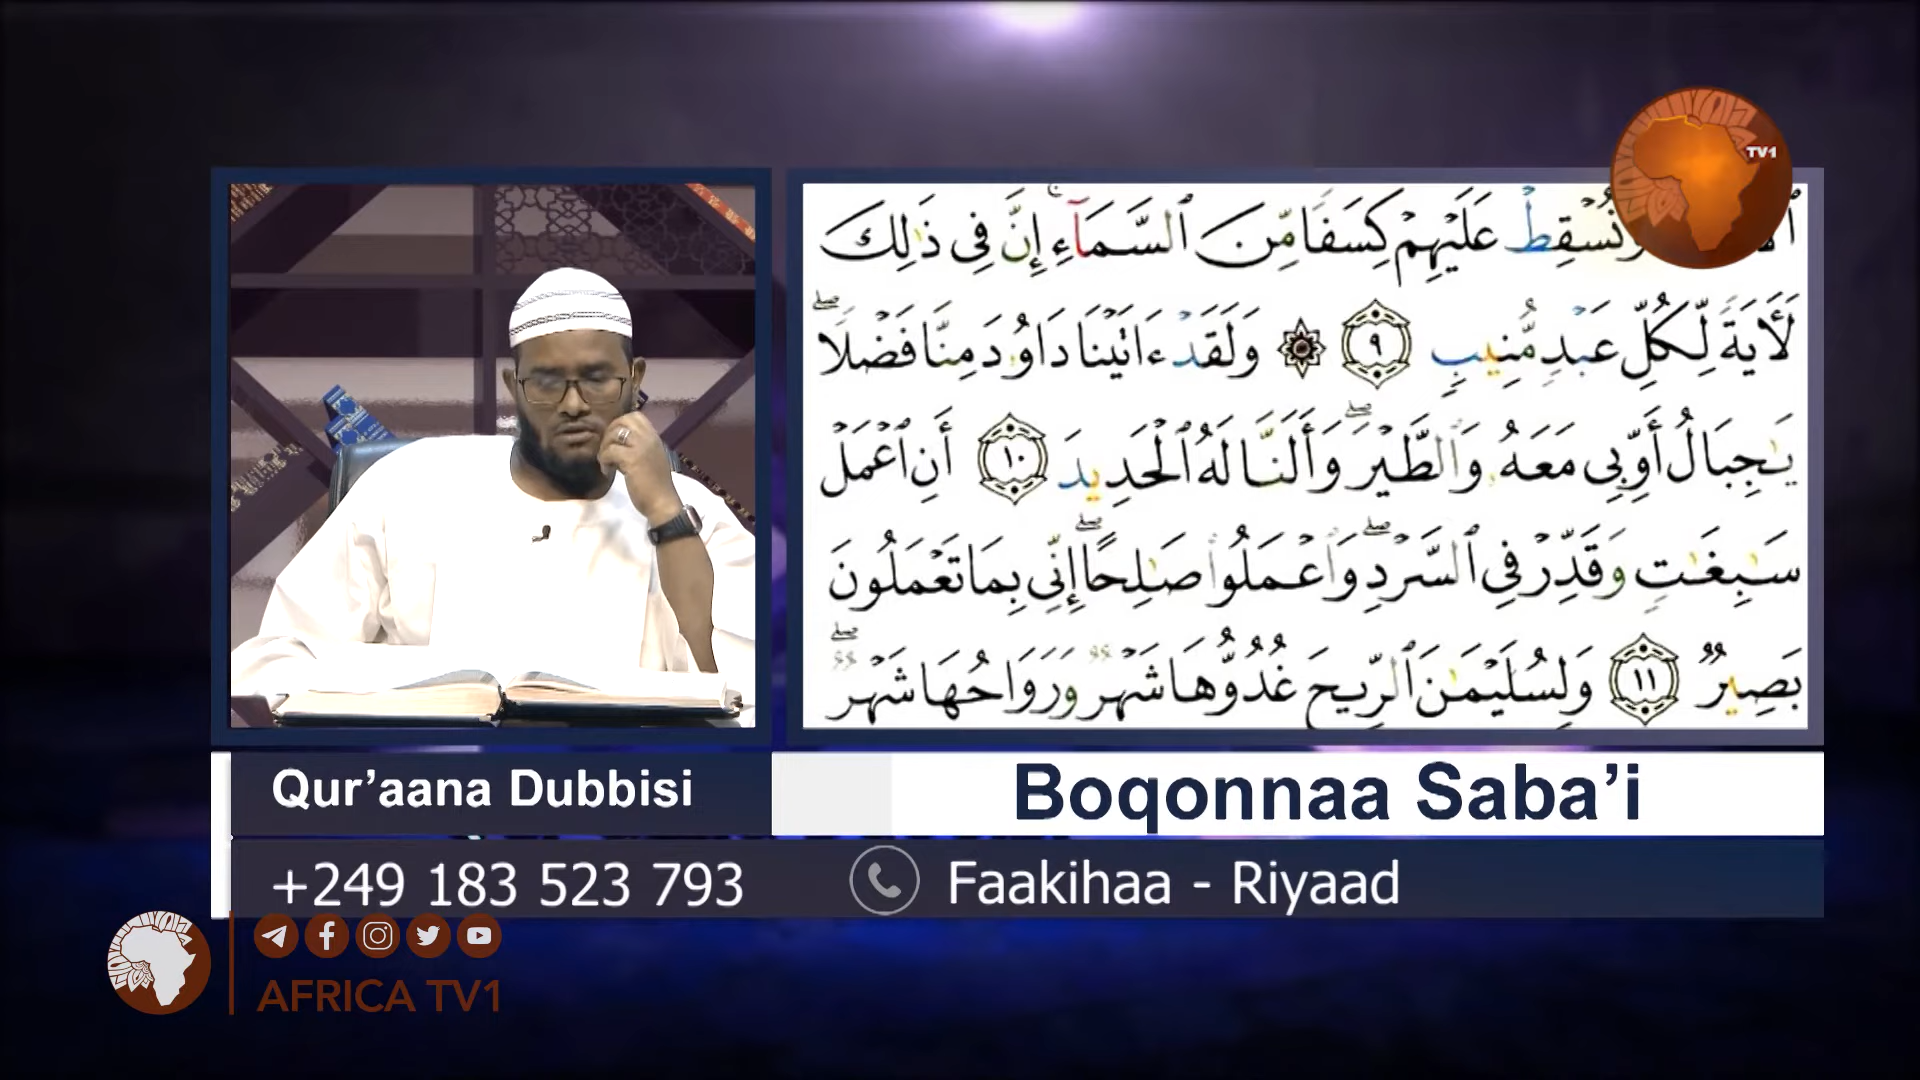 TV1
نُسْقِطْ عَلَيْهِمْ كِسَفًا مِّنَ ٱلسَّمَآءِ إِنَّ فِى ذَٰلِكَ
لَأٓيَةً لِّكُلِّ عَبْدٍ مُّنِيبٍ ٩ ۞ وَلَقَدْ ءَاتَيْنَا دَاوُۥدَ مِنَّا فَضْلًا ۖ
يَٰجِبَالُ أَوِّبِى مَعَهُۥ وَٱلطَّيْرَ ۖ وَأَلَنَّا لَهُ ٱلْحَدِيدَ ١٠ أَنِ ٱعْمَلْ
سَٰبِغَٰتٍ وَقَدِّرْ فِى ٱلسَّرْدِ ۖ وَٱعْمَلُوا۟ صَٰلِحًا ۖ إِنِّى بِمَا تَعْمَلُونَ
بَصِيرٌ ١١ وَلِسُلَيْمَٰنَ ٱلرِّيحَ غُدُوُّهَا شَهْرٌ وَرَوَاحُهَا شَهْرٌ ۖ
Qur’aana Dubbisi
Boqonnaa Saba’i
+249 183 523 793
Faakihaa - Riyaad
AFRICA TV1